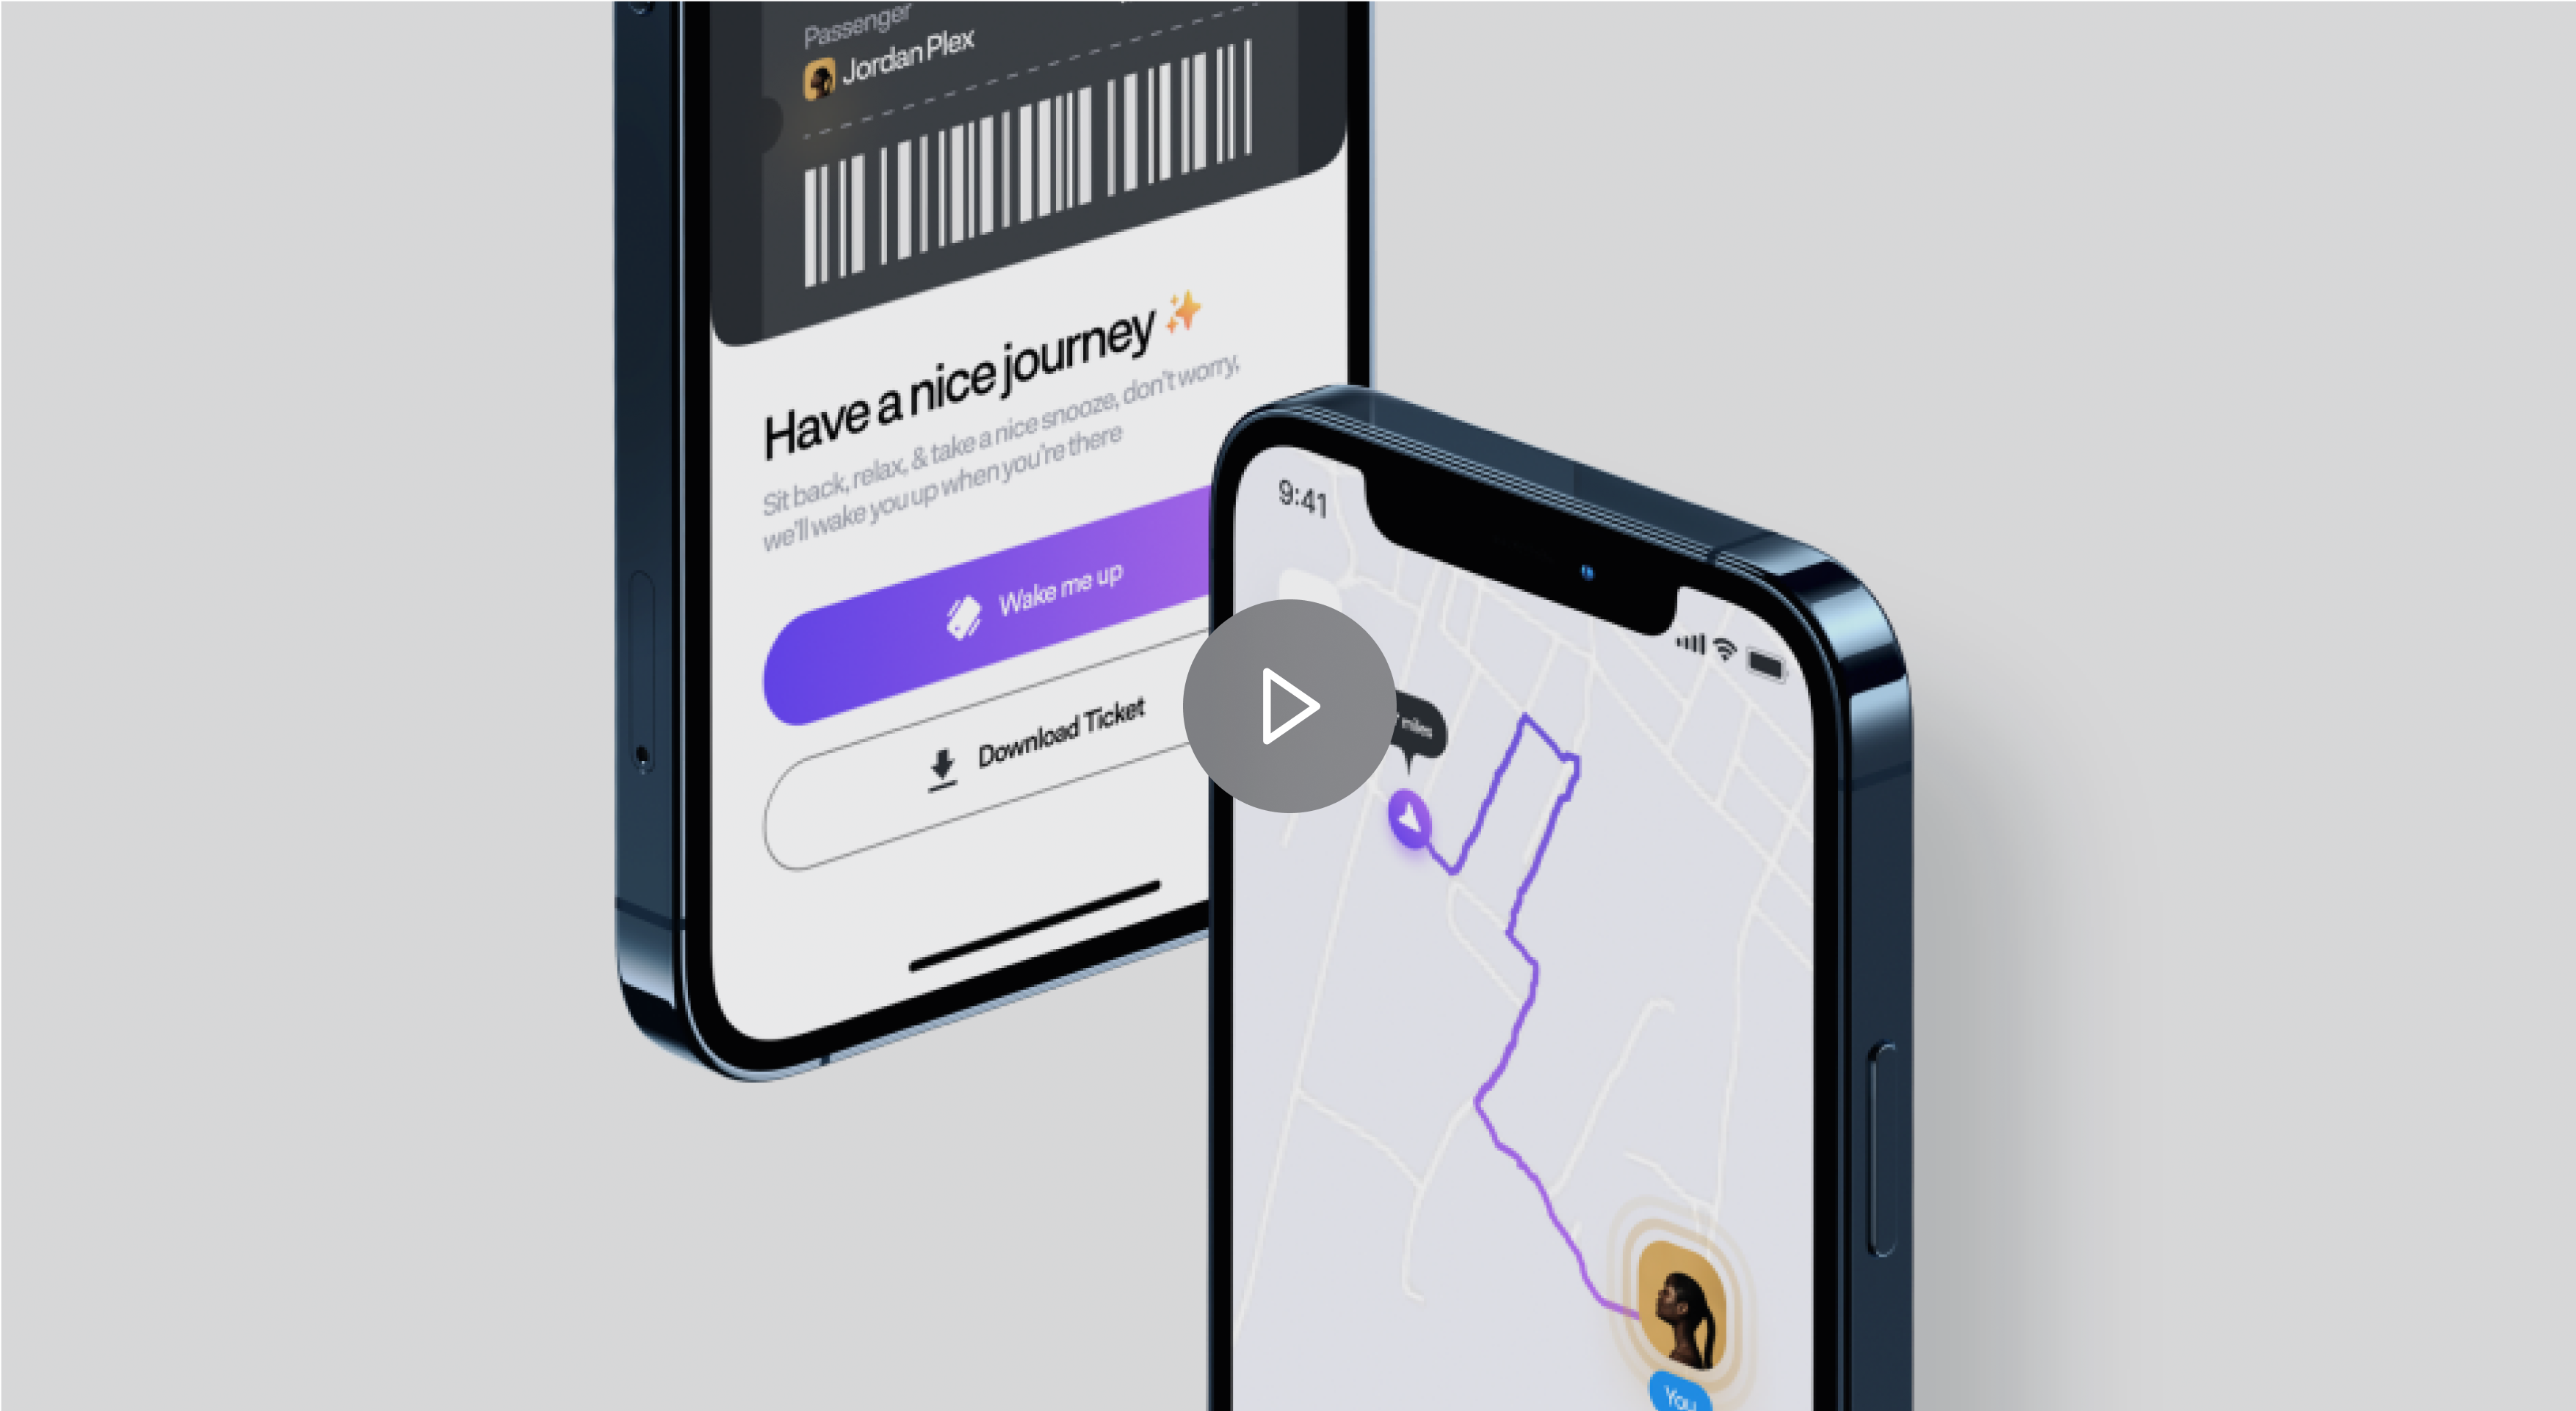 Passenger
Jordan Plex
Have a nice journey ✨
Sit back, relax, & take a nice snooze, don't worry,
we'll wake you up when you're there
Wake me up
Download Ticket
9:41
miles
You